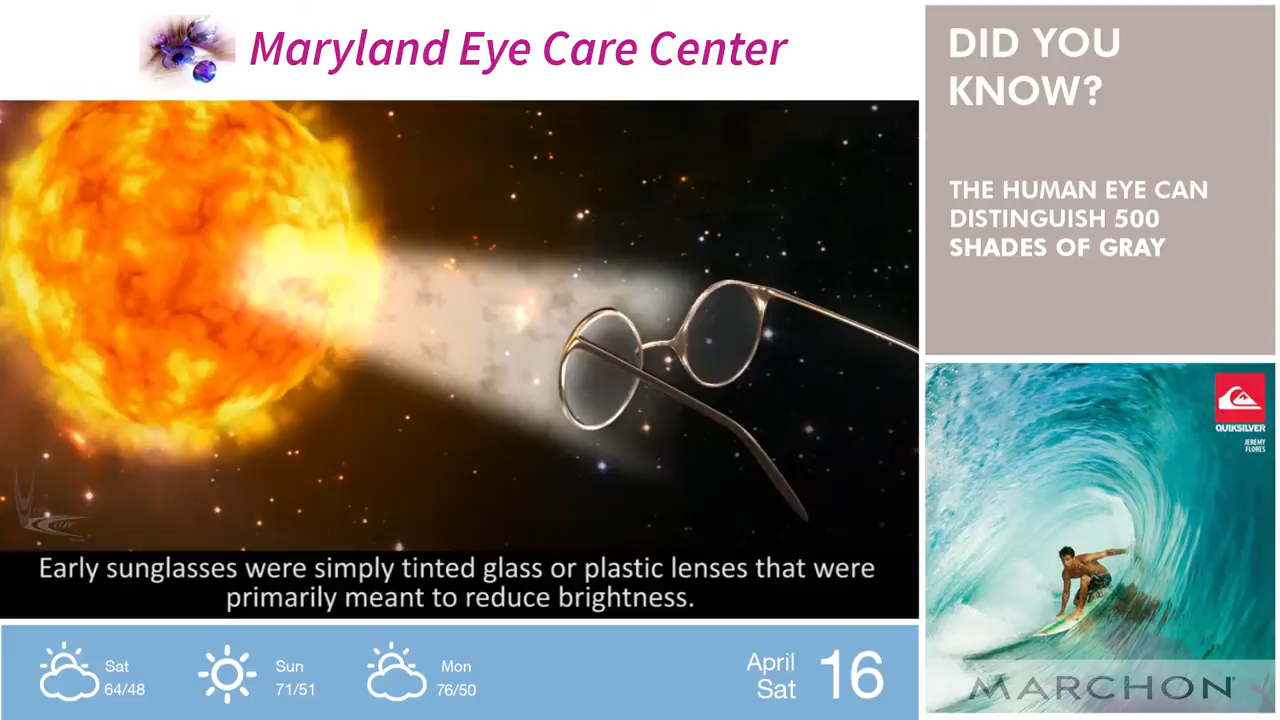 Maryland Eye Care Center
DID YOU
KNOW?
THE HUMAN EYE CAN
DISTINGUISH 500
SHADES OF GRAY
QUIKSILVER
JEREMY
FLORES
Early sunglasses were simply tinted glass or plastic lenses that were
primarily meant to reduce brightness.
Sat
64/48
Sun
71/51
Mon
76/50
April
Sat
16
MARCHON